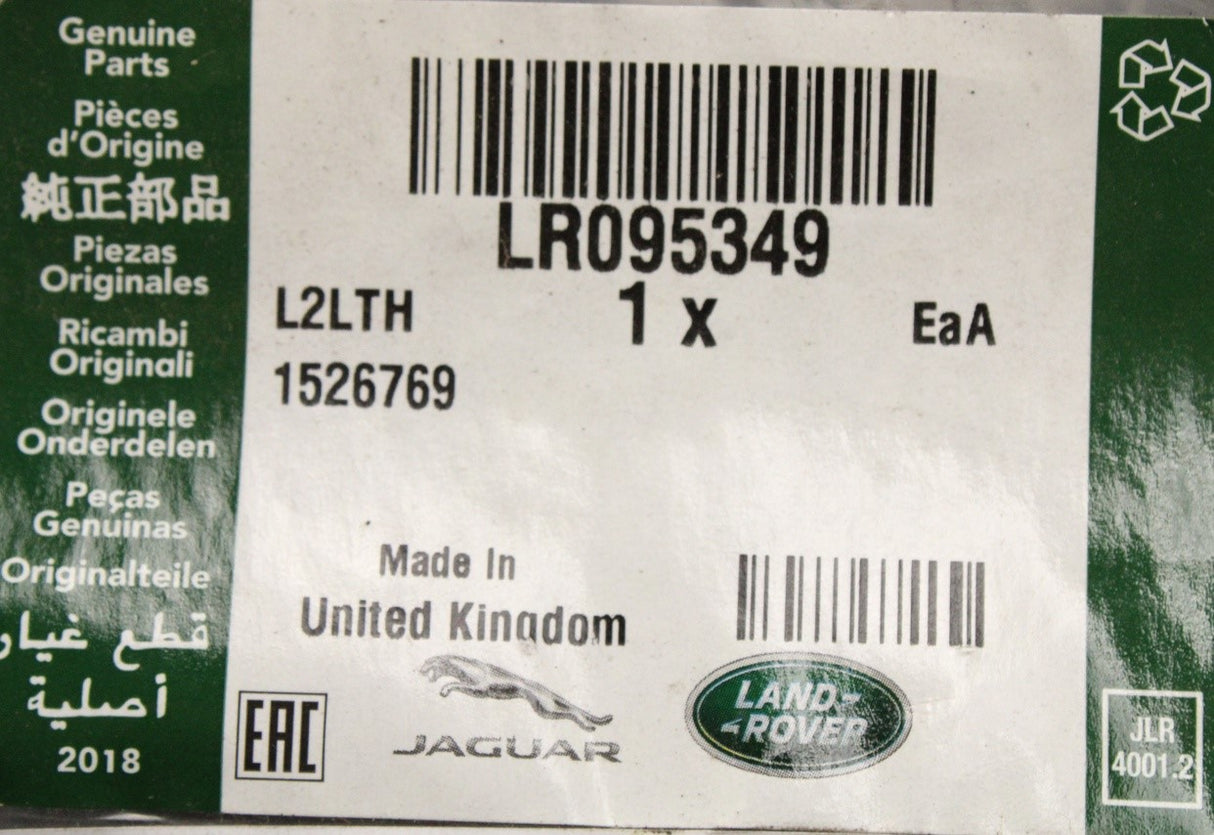 Genuine
Parts
Pièces
d'Origine
純正部品
Piezas
Originales
Ricambi
Originali
Originele
Onderdelen
Peças
Genuinas
Originalteile
قطع غيار
أصلية
2018
LR095349
L2LTH 1 x EaA
1526769
Made In
United Kingdom
EAC
JAGUAR
LAND-
-ROVER
JLR
4001.2